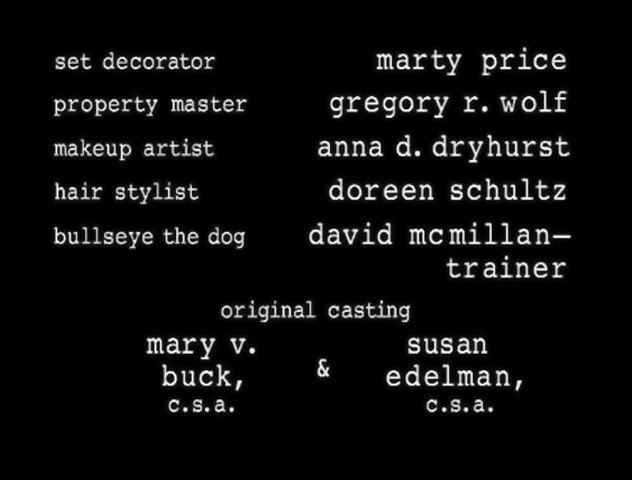 set decorator marty price
property master gregory r. wolf
makeup artist anna d. dryhurst
hair stylist doreen schultz
bullseye the dog david mcmillan—
trainer
original casting
mary v. susan
buck, & edelman,
c.s.a. c.s.a.